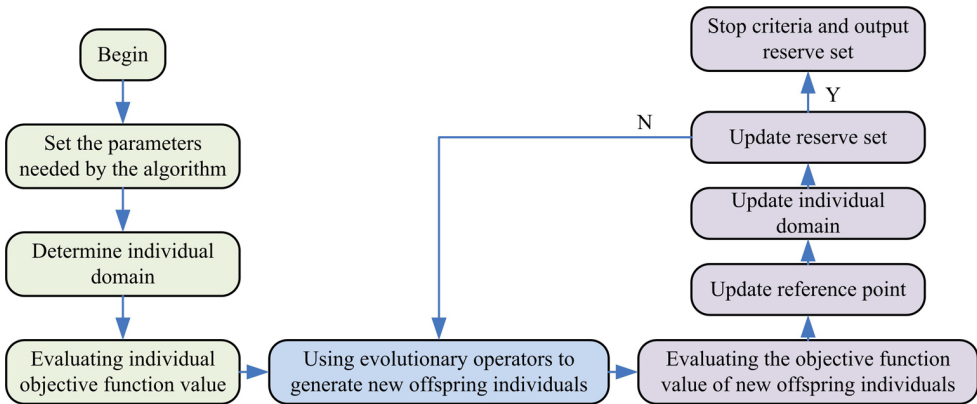 Begin
Set the parameters
needed by the algorithm
Determine individual
domain
Evaluating individual
objective function value
Using evolutionary operators to
generate new offspring individuals
Evaluating the objective function
value of new offspring individuals
Update reference point
Update individual
domain
Update reserve set
N
Y
Stop criteria and output
reserve set